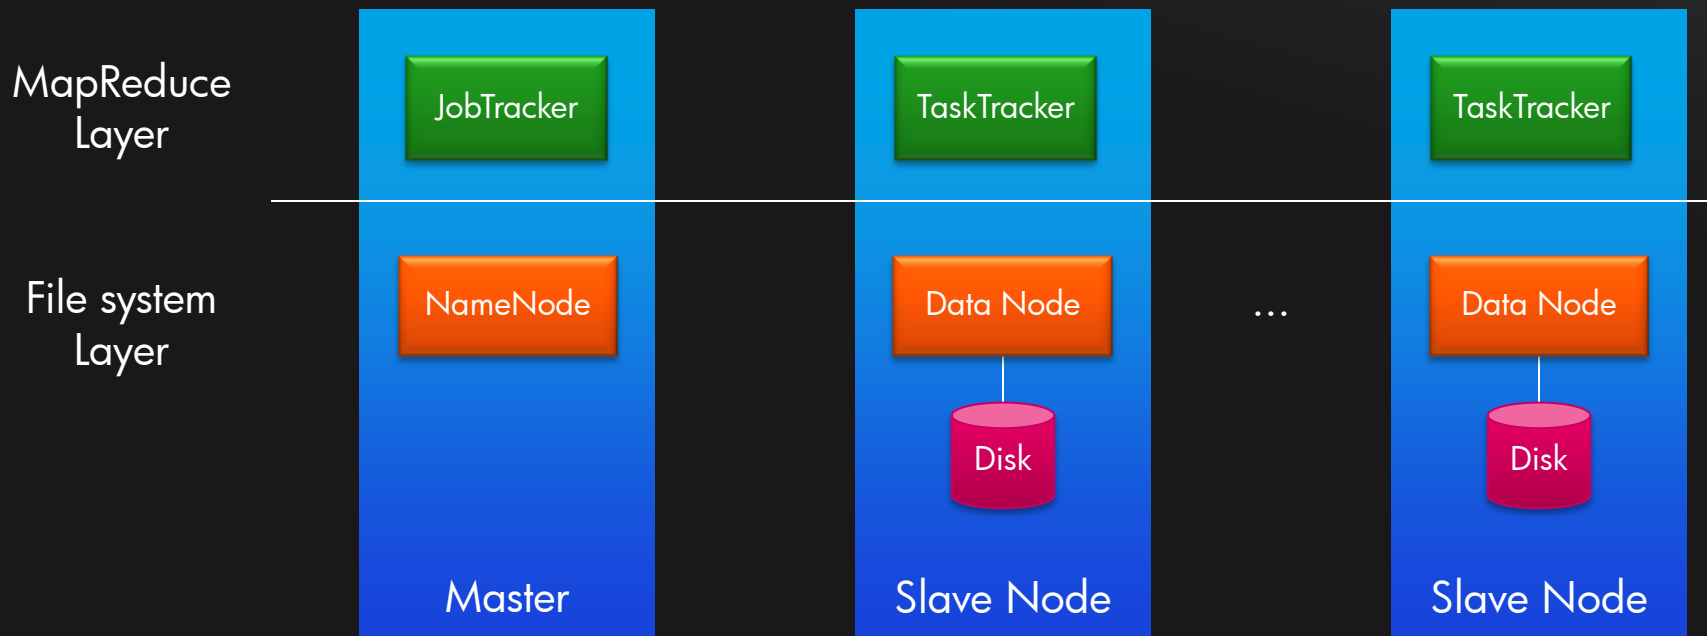 MapReduce
Layer
JobTracker
TaskTracker
TaskTracker
File system
Layer
NameNode
Data Node
...
Data Node
Disk
Disk
Master
Slave Node
Slave Node